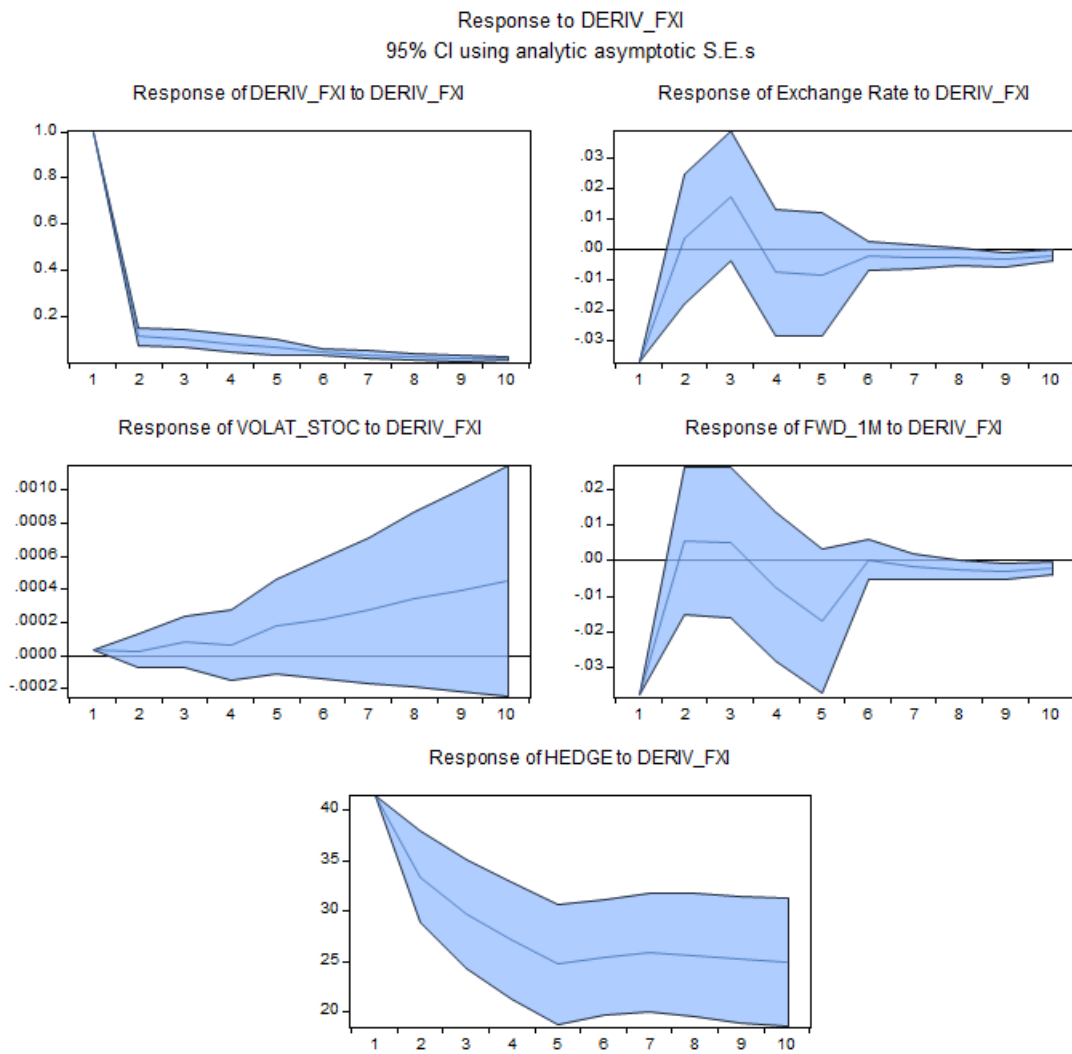 Response to DERIV_FXI
95% CI using analytic asymptotic S.E.s
Response of DERIV_FXI to DERIV_FXI
1.0
0.8
0.6
0.4
0.2
1 2 3 4 5 6 7 8 9 10
Response of Exchange Rate to DERIV_FXI
.03
.02
.01
.00
-.01
-.02
-.03
1 2 3 4 5 6 7 8 9 10
Response of VOLAT_STOC to DERIV_FXI
.0010
.0008
.0006
.0004
.0002
.0000
-.0002
1 2 3 4 5 6 7 8 9 10
Response of FWD_1M to DERIV_FXI
.02
.01
.00
-.01
-.02
-.03
1 2 3 4 5 6 7 8 9 10
Response of HEDGE to DERIV_FXI
40
35
30
25
20
1 2 3 4 5 6 7 8 9 10